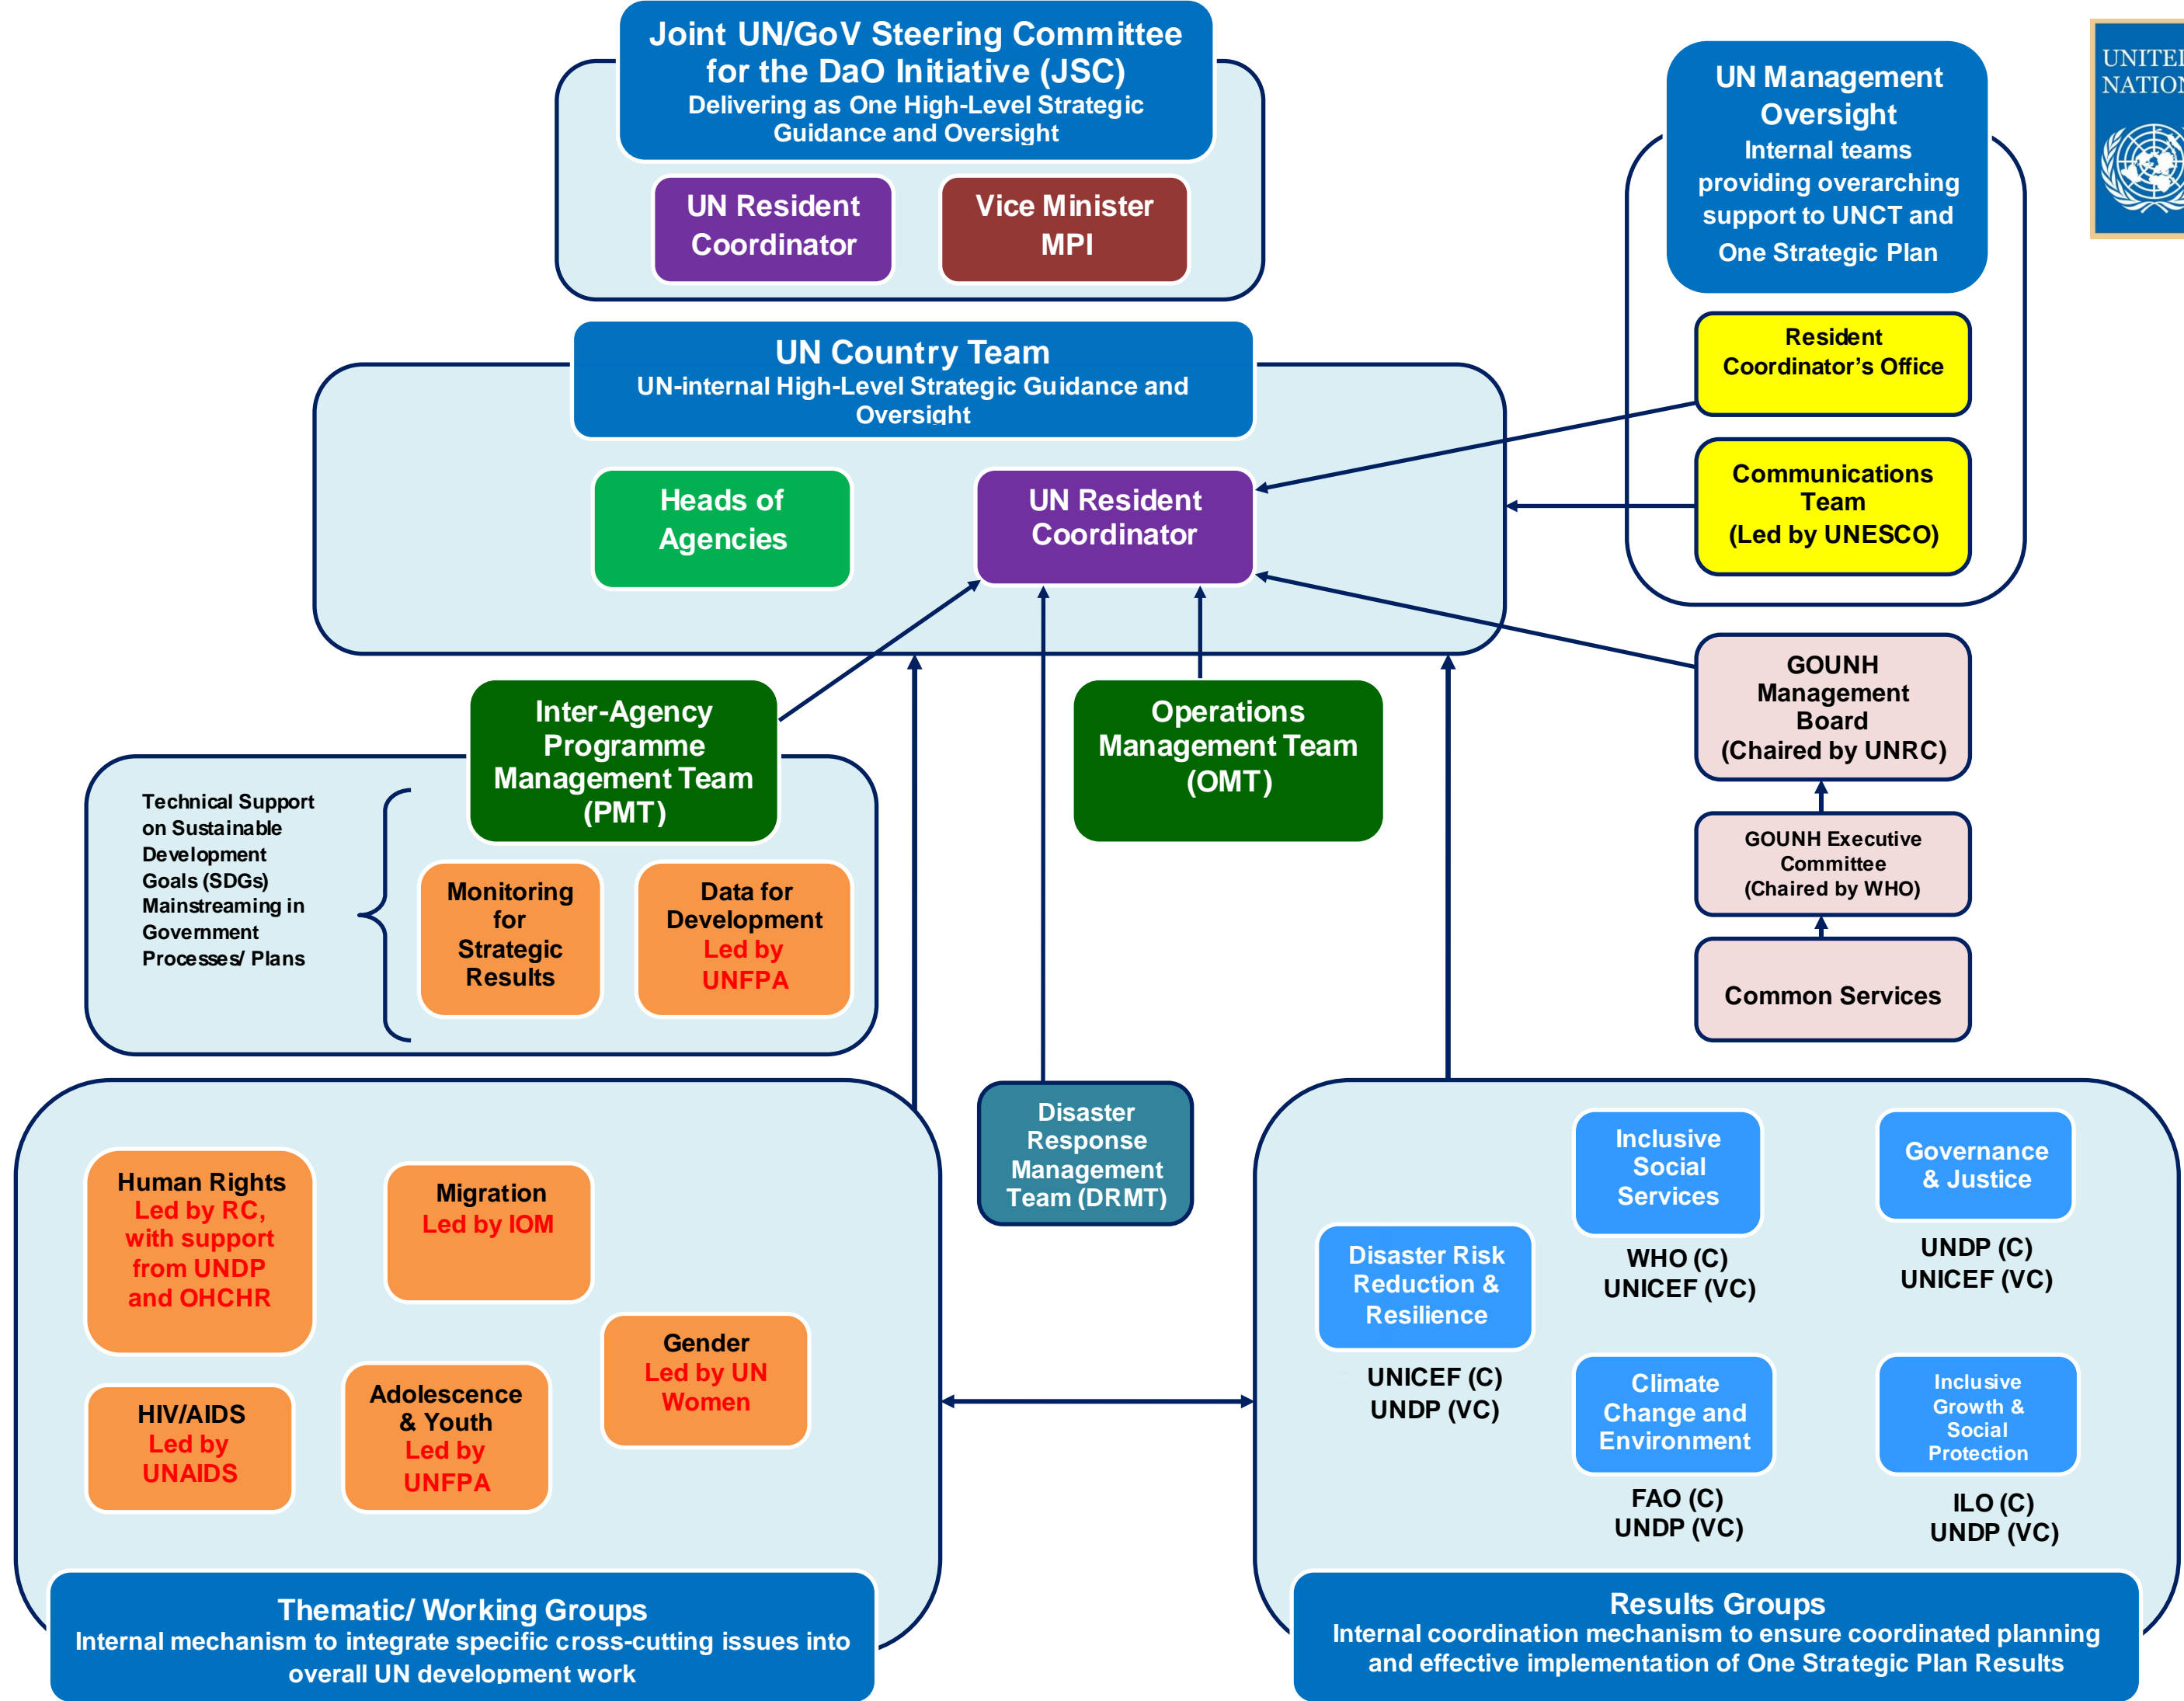 Joint UN/GoV Steering Committee
for the DaO Initiative (JSC)
Delivering as One High-Level Strategic
Guidance and Oversight
UN Resident
Coordinator
Vice Minister
MPI
UN Management
Oversight
Internal teams
providing overarching
support to UNCT and
One Strategic Plan
UN Country Team
UN-internal High-Level Strategic Guidance and
Oversight
Heads of
Agencies
UN Resident
Coordinator
Resident
Coordinator’s Office
Communications
Team
(Led by UNESCO)
Inter-Agency
Programme
Management Team
(PMT)
Operations
Management Team
(OMT)
GOUNH
Management
Board
(Chaired by UNRC)
GOUNH Executive
Committee
(Chaired by WHO)
Common Services
Technical Support
on Sustainable
Development
Goals (SDGs)
Mainstreaming in
Government
Processes/ Plans
Monitoring
for
Strategic
Results
Data for
Development
Led by
UNFPA
Disaster
Response
Management
Team (DRMT)
Human Rights
Led by RC,
with support
from UNDP
and OHCHR
Migration
Led by IOM
Gender
Led by UN
Women
HIV/AIDS
Led by
UNAIDS
Adolescence
& Youth
Led by
UNFPA
Thematic/ Working Groups
Internal mechanism to integrate specific cross-cutting issues into
overall UN development work
Inclusive
Social
Services
WHO (C)
UNICEF (VC)
Governance
& Justice
UNDP (C)
UNICEF (VC)
Disaster Risk
Reduction &
Resilience
UNICEF (C)
UNDP (VC)
Climate
Change and
Environment
FAO (C)
UNDP (VC)
Inclusive
Growth &
Social
Protection
ILO (C)
UNDP (VC)
Results Groups
Internal coordination mechanism to ensure coordinated planning
and effective implementation of One Strategic Plan Results